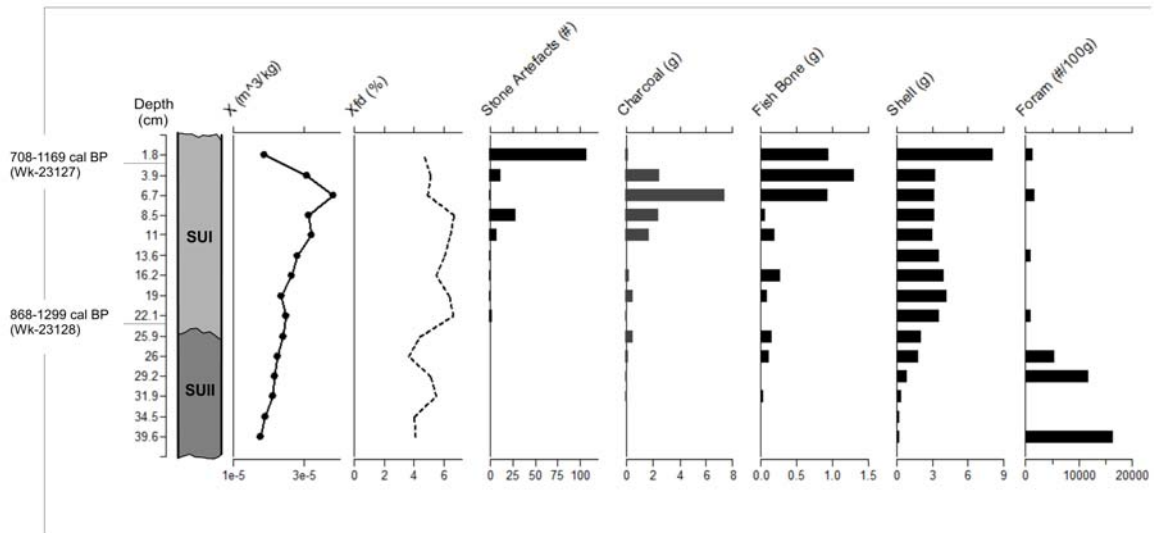 X (m^3/kg)
Xfd (%)
Stone Artefacts (#)
Charcoal (g)
Fish Bone (g)
Shell (g)
Foram (#/100g)
Depth
(cm)
708-1169 cal BP
(Wk-23127)
868-1299 cal BP
(Wk-23128)
SUI
SUII
1.8
3.9
6.7
8.5
11
13.6
16.2
19
22.1
25.9
26
29.2
31.9
34.5
39.6
1e-5 3e-5
0 2 4 6
0 25 50 75 100
0 2 4 6 8
0.0 0.5 1.0 1.5
0 3 6 9
0 10000 20000